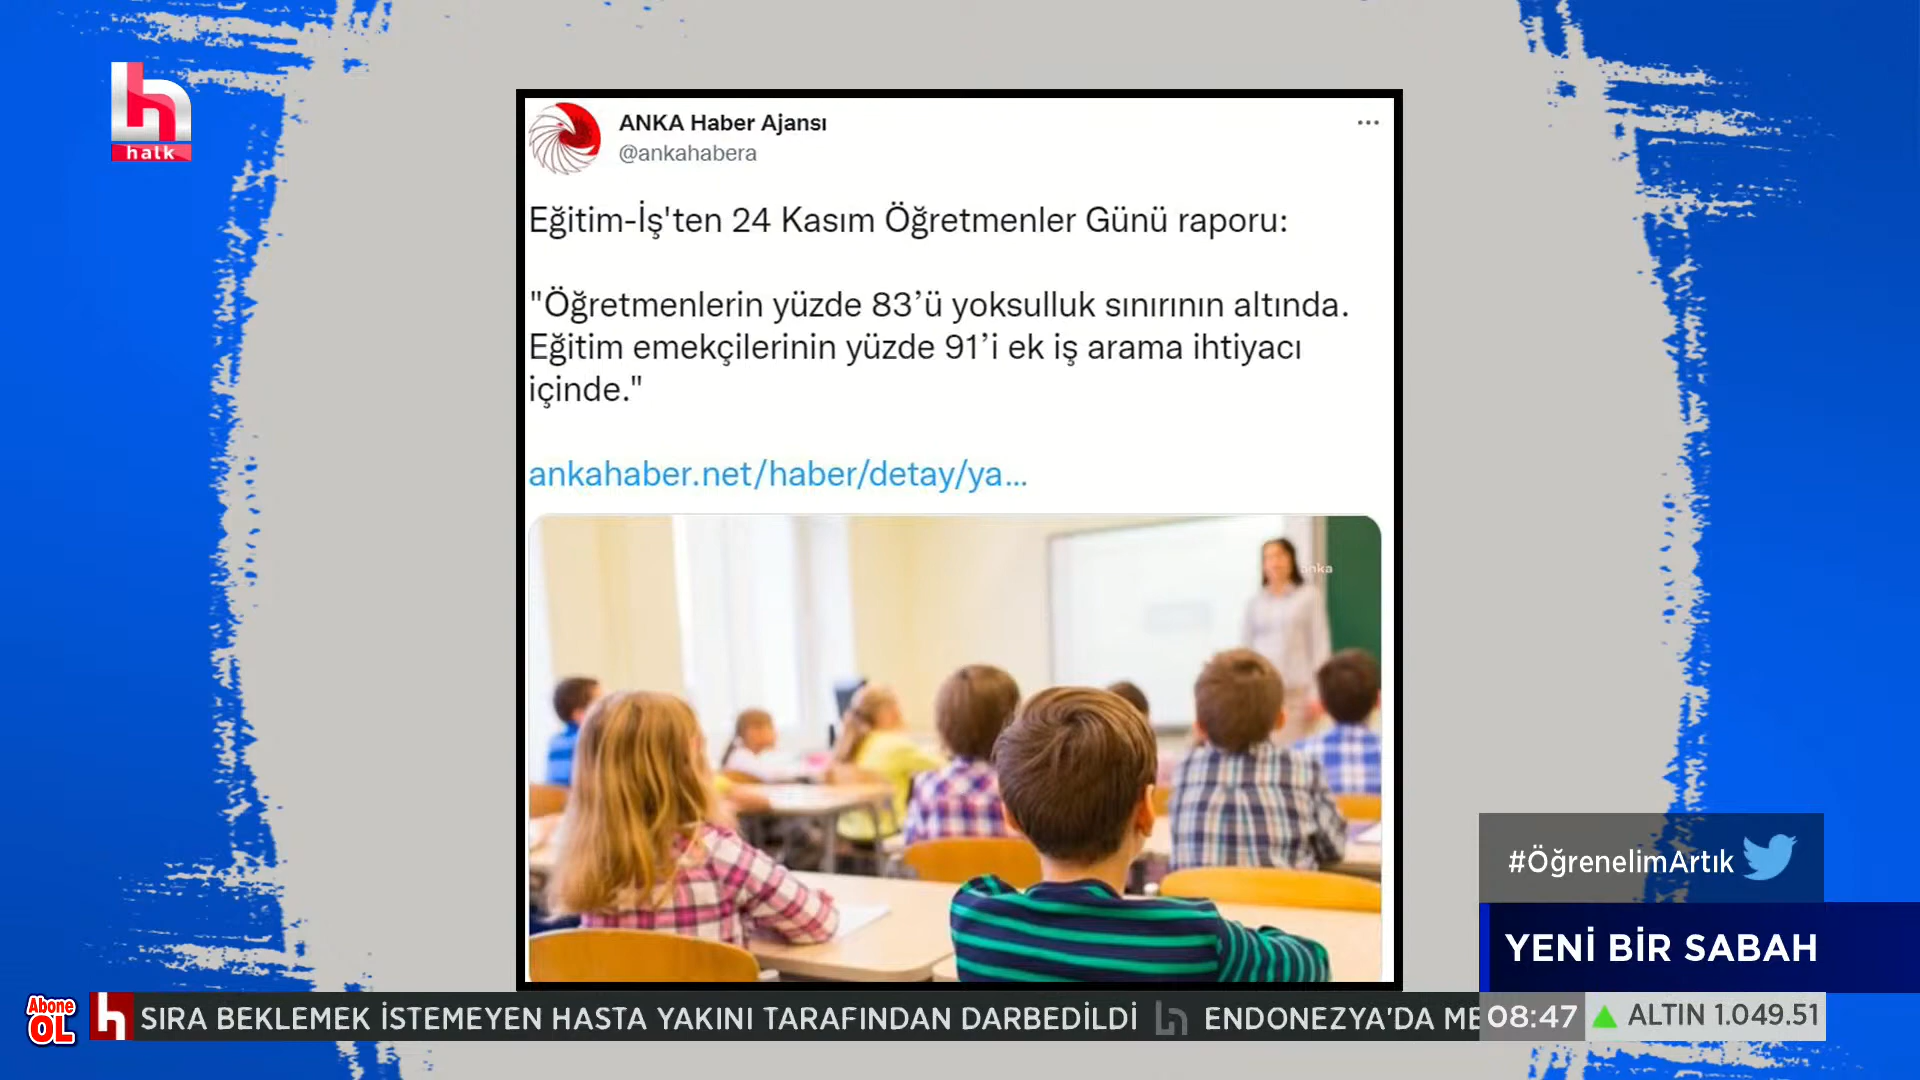 halk
ANKA Haber Ajansı
@ankahabera
Eğitim-İş'ten 24 Kasım Öğretmenler Günü raporu:
"Öğretmenlerin yüzde 83’ü yoksulluk sınırının altında.
Eğitim emekçilerinin yüzde 91’i ek iş arama ihtiyacı
içinde."
ankahaber.net/haber/detay/ya...
anka
#ÖğrenelimArtık
YENİ BİR SABAH
Abone
OL
SIRA BEKLEMEK İSTEMEYEN HASTA YAKINI TARAFINDAN DARBEDİLDİ
ENDONEZYA’DA ME
08:47
ALTIN 1.049.51